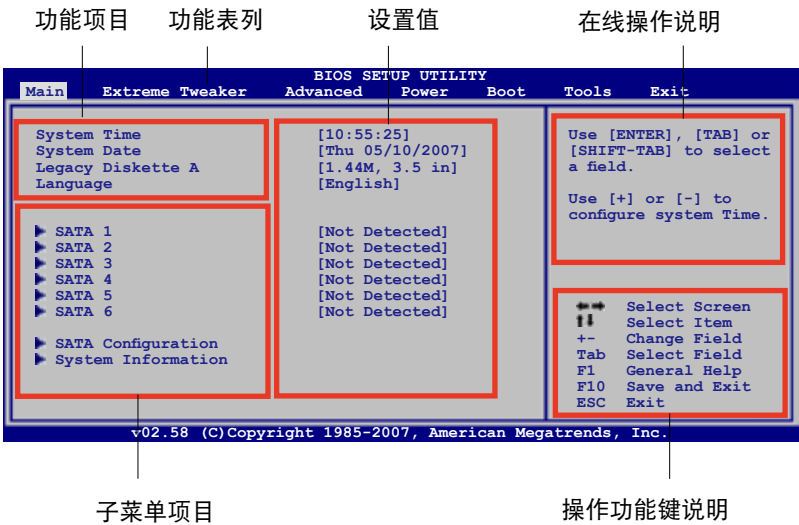 功能项目 功能表列 设置值 在线操作说明
BIOS SETUP UTILITY
Main Extreme Tweaker Advanced Power Boot Tools Exit
System Time [10:55:25]
System Date [Thu 05/10/2007]
Legacy Diskette A [1.44M, 3.5 in]
Language [English]
SATA 1 [Not Detected]
SATA 2 [Not Detected]
SATA 3 [Not Detected]
SATA 4 [Not Detected]
SATA 5 [Not Detected]
SATA 6 [Not Detected]
SATA Configuration
System Information
Use [ENTER], [TAB] or
[SHIFT-TAB] to select
a field.
Use [+] or [-] to
configure system Time.
Select Screen
Select Item
+- Change Field
Tab Select Field
F1 General Help
F10 Save and Exit
ESC Exit
v02.58 (C)Copyright 1985-2007, American Megatrends, Inc.
子菜单项目 操作功能键说明